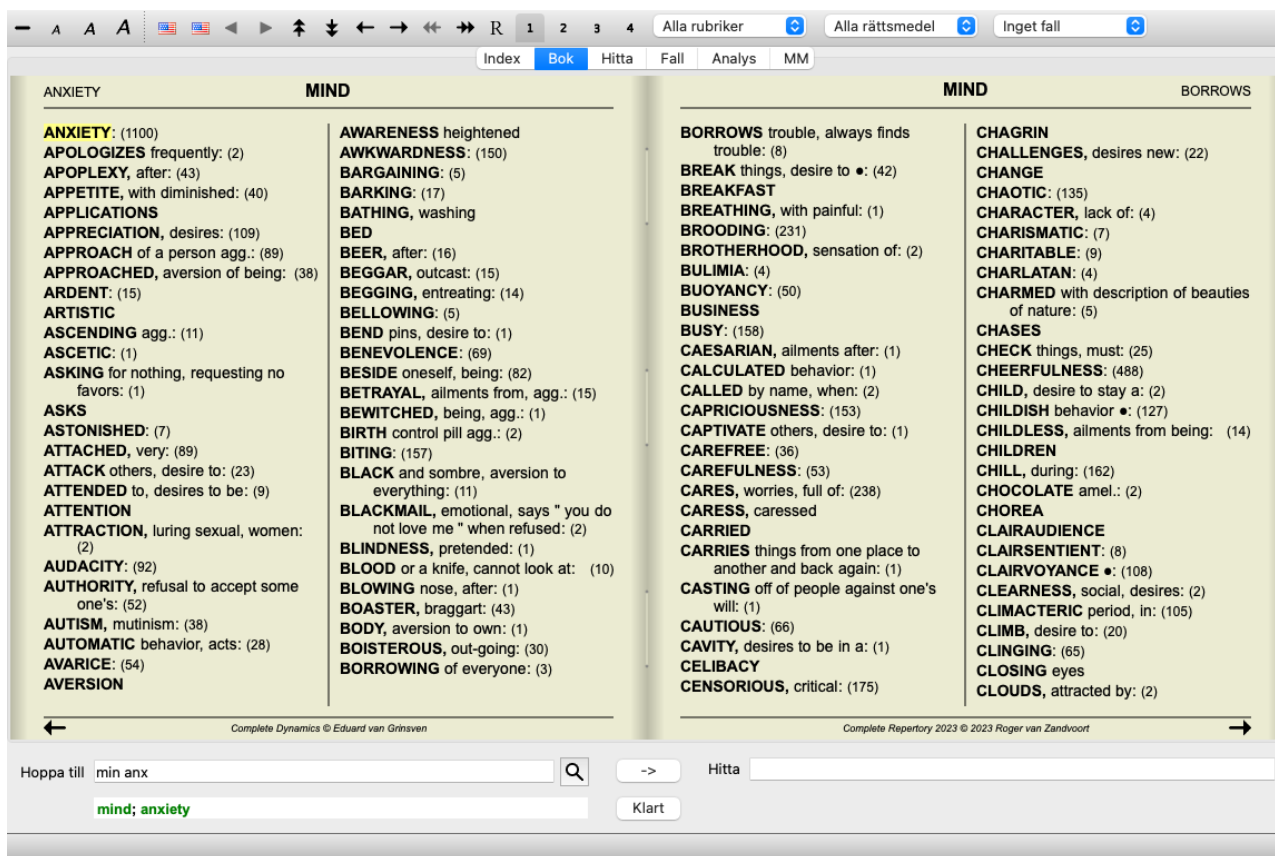 A A A R 1 2 3 4 Alla rubriker Alla rättsmedel Inget fall
Index Bok Hitta Fall Analys MM
ANXIETY MIND
ANXIETY: (1100)
APOLOGIZES frequently: (2)
APOPLEXY, after: (43)
APPETITE, with diminished: (40)
APPLICATIONS
APPRECIATION, desires: (109)
APPROACH of a person agg.: (89)
APPROACHED, aversion of being: (38)
ARDENT: (15)
ARTISTIC
ASCENDING agg.: (11)
ASCETIC: (1)
ASKING for nothing, requesting no
favors: (1)
ASKS
ASTONISHED: (7)
ATTACHED, very: (89)
ATTACK others, desire to: (23)
ATTENDED to, desires to be: (9)
ATTENTION
ATTRACTION, luring sexual, women:
(2)
AUDACITY: (92)
AUTHORITY, refusal to accept some
one's: (52)
AUTISM, mutinism: (38)
AUTOMATIC behavior, acts: (28)
AVARICE: (54)
AVERSION
AWARENESS heightened
AWKWARDNESS: (150)
BARGAINING: (5)
BARKING: (17)
BATHING, washing
BED
BEER, after: (16)
BEGGAR, outcast: (15)
BEGGING, entreating: (14)
BELLOWING: (5)
BEND pins, desire to: (1)
BENEVOLENCE: (69)
BESIDE oneself, being: (82)
BETRAYAL, ailments from, agg.: (15)
BEWITCHED, being, agg.: (1)
BIRTH control pill agg.: (2)
BITING: (157)
BLACK and sombre, aversion to
everything: (11)
BLACKMAIL, emotional, says " you do
not love me " when refused: (2)
BLINDNESS, pretended: (1)
BLOOD or a knife, cannot look at: (10)
BLOWING nose, after: (1)
BOASTER, braggart: (43)
BODY, aversion to own: (1)
BOISTEROUS, out-going: (30)
BORROWING of everyone: (3)
Complete Dynamics © Eduard van Grinsven
MIND BORROWS
BORROWS trouble, always finds
trouble: (8)
BREAK things, desire to ●: (42)
BREAKFAST
BREATHING, with painful: (1)
BROODING: (231)
BROTHERHOOD, sensation of: (2)
BULIMIA: (4)
BUOYANCY: (50)
BUSINESS
BUSY: (158)
CAESARIAN, ailments after: (1)
CALCULATED behavior: (1)
CALLED by name, when: (2)
CAPRICIOUSNESS: (153)
CAPTIVATE others, desire to: (1)
CAREFREE: (36)
CAREFULNESS: (53)
CARES, worries, full of: (238)
CARESS, caressed
CARRIED
CARRIES things from one place to
another and back again: (1)
CASTING off of people against one's
will: (1)
CAUTIOUS: (66)
CAVITY, desires to be in a: (1)
CELIBACY
CENSORIOUS, critical: (175)
CHAGRIN
CHALLENGES, desires new: (22)
CHANGE
CHAOTIC: (135)
CHARACTER, lack of: (4)
CHARISMATIC: (7)
CHARITABLE: (9)
CHARLATAN: (4)
CHARMED with description of beauties
of nature: (5)
CHASES
CHECK things, must: (25)
CHEERFULNESS: (488)
CHILD, desire to stay a: (2)
CHILDISH behavior ●: (127)
CHILDLESS, ailments from being: (14)
CHILDREN
CHILL, during: (162)
CHOCOLATE amel.: (2)
CHOREA
CLAIRAUDIENCE
CLAIRSENTIENT: (8)
CLAIRVOYANCE ●: (108)
CLEARNESS, social, desires: (2)
CLIMACTERIC period, in: (105)
CLIMB, desire to: (20)
CLINGING: (65)
CLOSING eyes
CLOUDS, attracted by: (2)
Complete Repertory 2023 © 2023 Roger van Zandvoort
Hoppa till min anx -> Hitta
mind; anxiety Klart